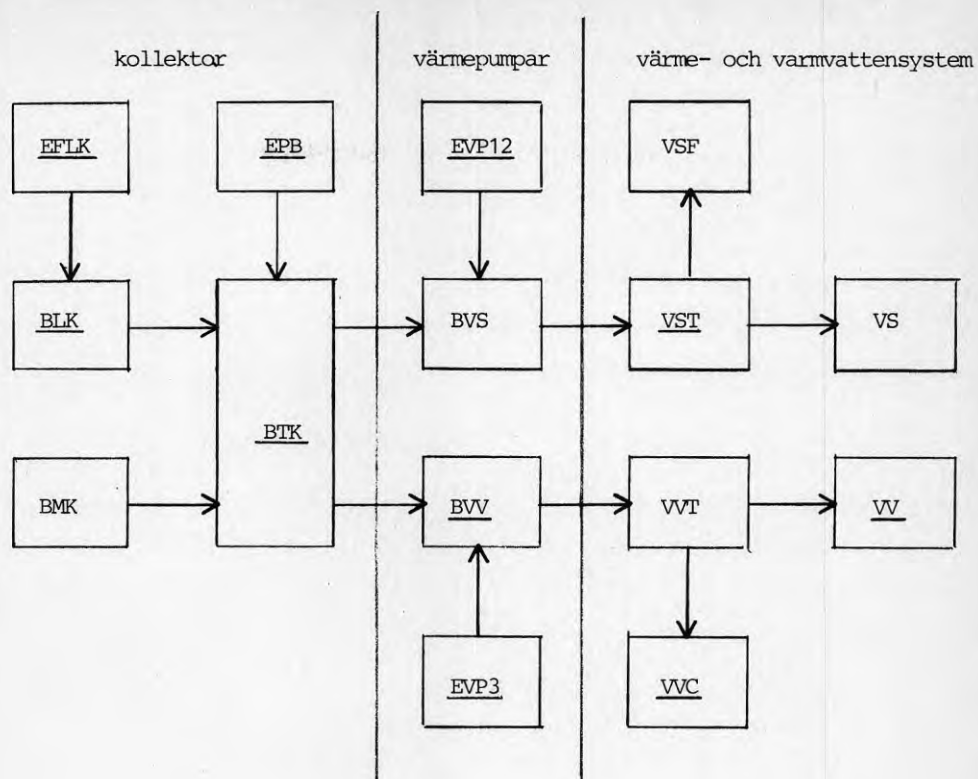 kollektor värmepumpar värme- och varmvattensystem
EFLK EPB EVP12 VSF
BLK BVS VST VS
BTK
BMK BVV VVT VV
EVP3 VVC